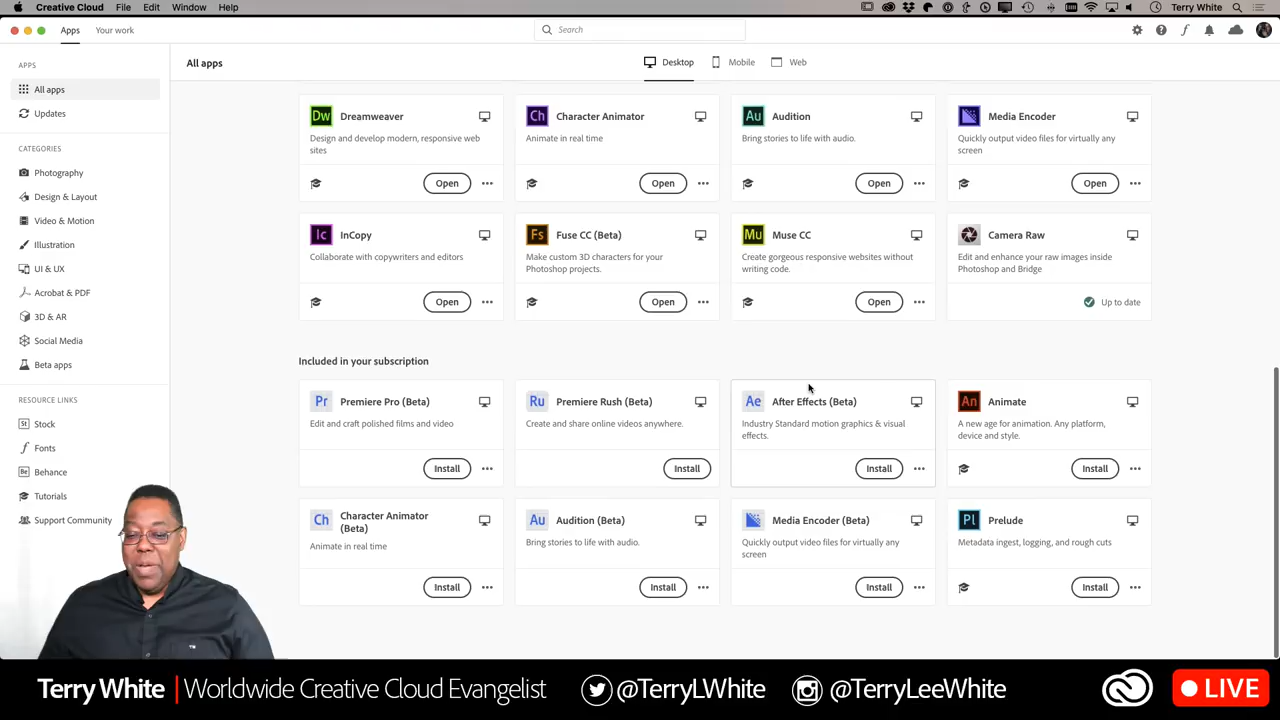 Creative Cloud File Edit Window Help
Terry White
Apps Your work
Search
APPS
All apps
Updates
CATEGORIES
Photography
Design & Layout
Video & Motion
Illustration
UI & UX
Acrobat & PDF
3D & AR
Social Media
Beta apps
RESOURCE LINKS
St Stock
Fonts
Bē Behance
Tutorials
Support Community
All apps
Desktop Mobile Web
Dw Dreamweaver
Design and develop modern, responsive web
sites
Open
Ch Character Animator
Animate in real time
Open
Au Audition
Bring stories to life with audio.
Open
Media Encoder
Quickly output video files for virtually any
screen
Open
Ic InCopy
Collaborate with copywriters and editors
Open
Fs Fuse CC (Beta)
Make custom 3D characters for your
Photoshop projects.
Open
Mu Muse CC
Create gorgeous responsive websites without
writing code.
Open
Camera Raw
Edit and enhance your raw images inside
Photoshop and Bridge
Up to date
Included in your subscription
Pr Premiere Pro (Beta)
Edit and craft polished films and video
Install
Ru Premiere Rush (Beta)
Create and share online videos anywhere.
Install
Ae After Effects (Beta)
Industry Standard motion graphics & visual
effects.
Install
An Animate
A new age for animation. Any platform,
device and style.
Install
Ch Character Animator
(Beta)
Animate in real time
Install
Au Audition (Beta)
Bring stories to life with audio.
Install
Media Encoder (Beta)
Quickly output video files for virtually any
screen
Install
Pl Prelude
Metadata ingest, logging, and rough cuts
Install
Terry White | Worldwide Creative Cloud Evangelist @TerryLWhite @TerryLeeWhite LIVE